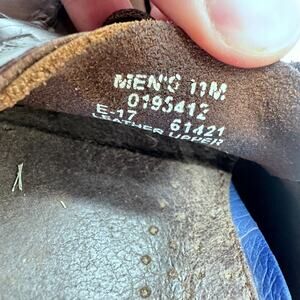 MEN'S 11M
0195412
E-17 61421
LEATHER UPPER